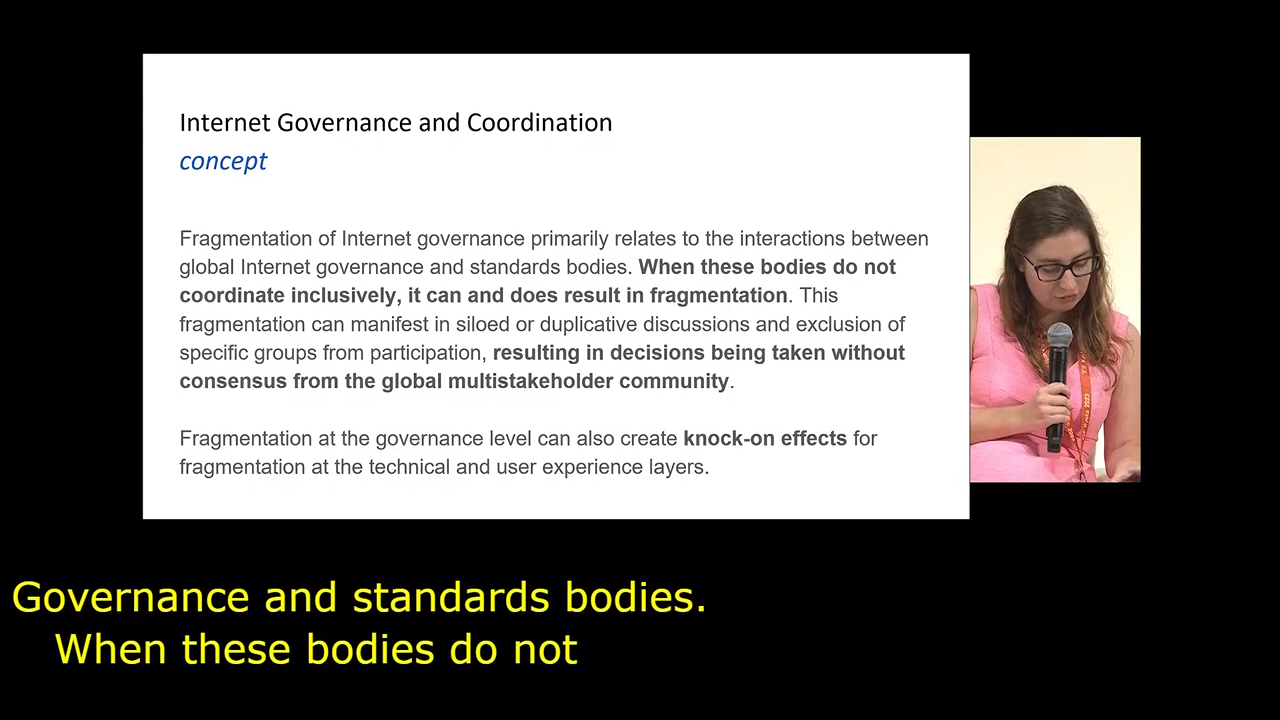 Internet Governance and Coordination
concept
Fragmentation of Internet governance primarily relates to the interactions between
global Internet governance and standards bodies. When these bodies do not
coordinate inclusively, it can and does result in fragmentation. This
fragmentation can manifest in siloed or duplicative discussions and exclusion of
specific groups from participation, resulting in decisions being taken without
consensus from the global multistakeholder community.
Fragmentation at the governance level can also create knock-on effects for
fragmentation at the technical and user experience layers.
Governance and standards bodies.
When these bodies do not